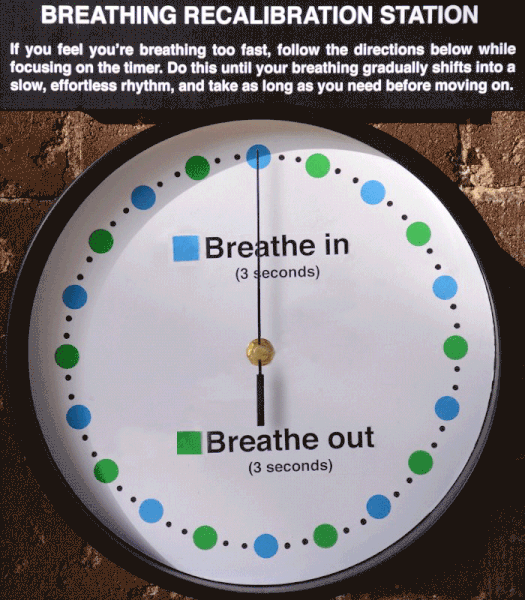 BREATHING RECALIBRATION STATION
If you feel you're breathing too fast, follow the directions below while
focusing on the timer. Do this until your breathing gradually shifts into a
slow, effortless rhythm, and take as long as you need before moving on.
Breathe in
(3 seconds)
Breathe out
(3 seconds)